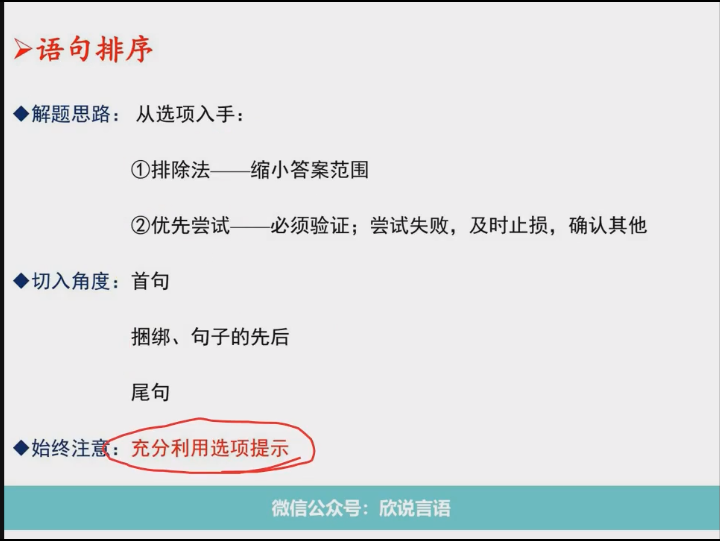 ➢语句排序
◆解题思路： 从选项入手：
①排除法——缩小答案范围
②优先尝试——必须验证；尝试失败，及时止损，确认其他
◆切入角度：首句
捆绑、句子的先后
尾句
◆始终注意：充分利用选项提示
微信公众号：欣说言语